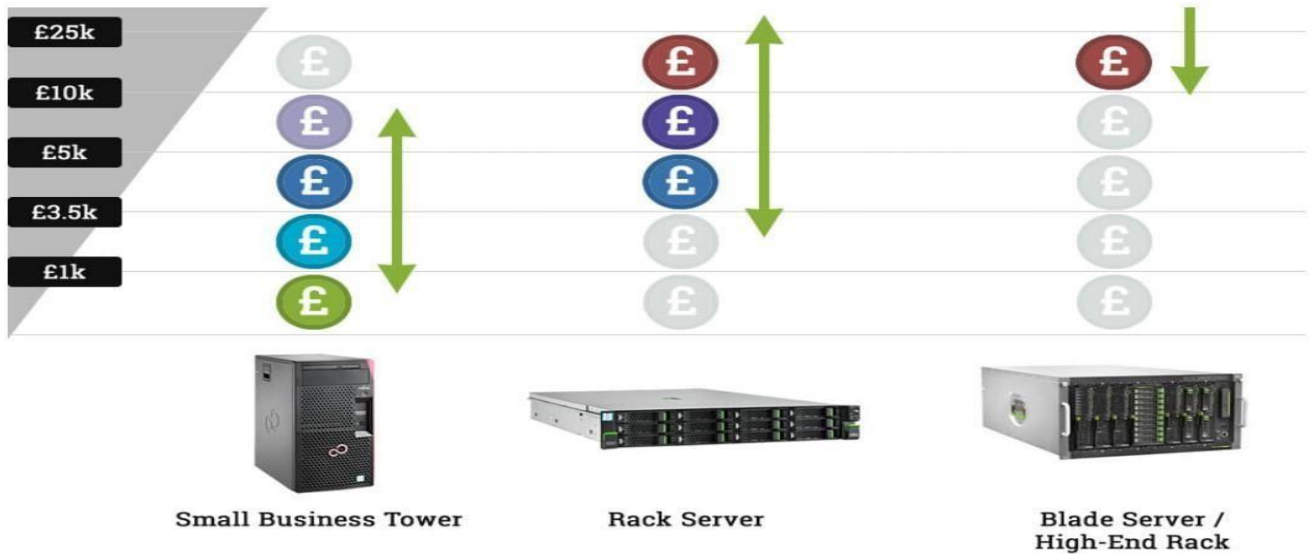 £25k
£10k
£5k
£3.5k
£1k
£ £ £
£ £ £
£ £ £
£ £ £
£ £ £
Small Business Tower
Rack Server
Blade Server /
High-End Rack